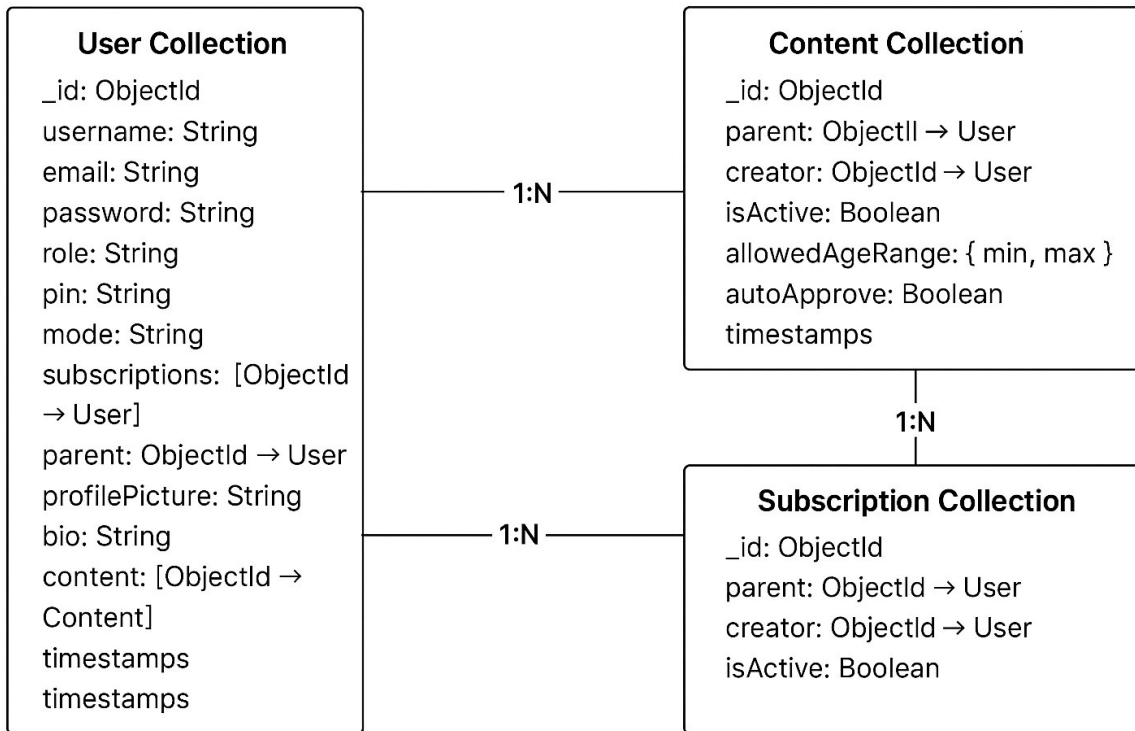 User Collection
_id: ObjectId
username: String
email: String
password: String
role: String
pin: String
mode: String
subscriptions: [ObjectId
→ User]
parent: ObjectId → User
profilePicture: String
bio: String
content: [ObjectId →
Content]
timestamps
timestamps
1:N
1:N
Content Collection
_id: ObjectId
parent: ObjectII → User
creator: ObjectId → User
isActive: Boolean
allowedAgeRange: { min, max }
autoApprove: Boolean
timestamps
1:N
Subscription Collection
_id: ObjectId
parent: ObjectId → User
creator: ObjectId → User
isActive: Boolean